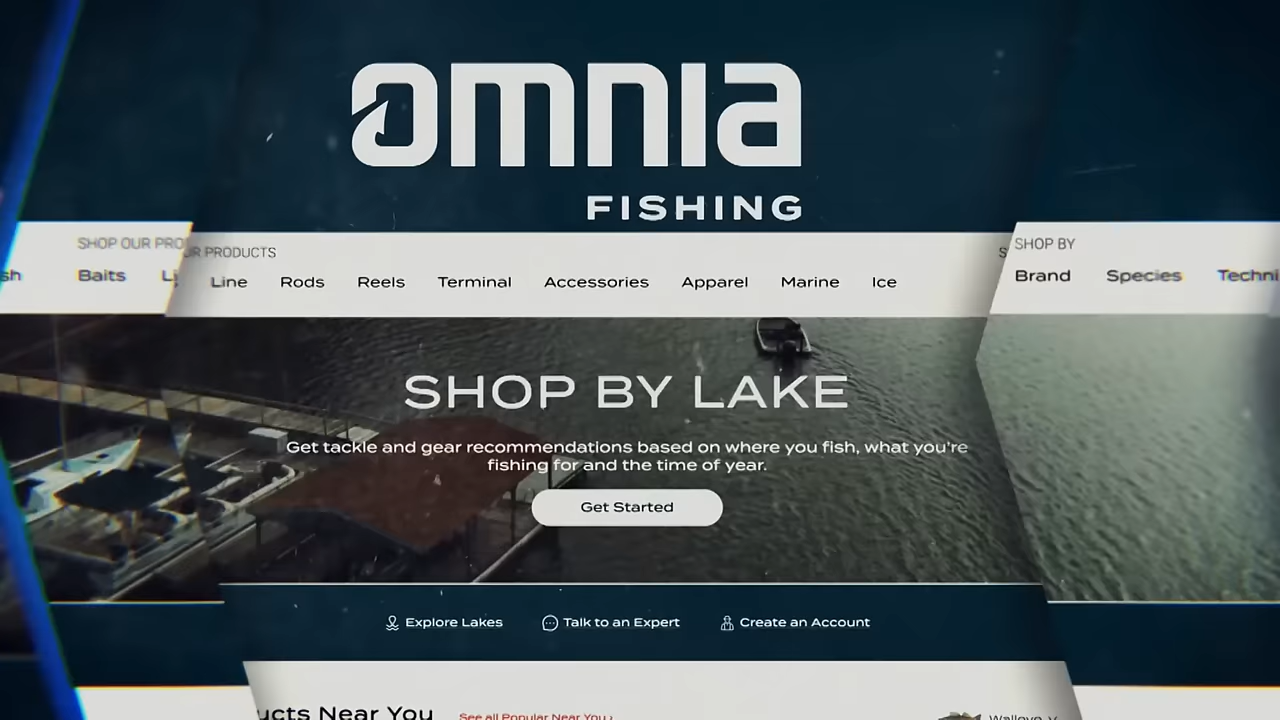 OMNIA
FISHING
SHOP OUR
UR PRODUCTS
SHOP BY
Baits
Line Rods Reels Terminal Accessories Apparel Marine Ice
Brand Species
SHOP BY LAKE
Get tackle and gear recommendations based on where you fish, what you're
fishing for and the time of year.
Get Started
Explore Lakes Talk to an Expert Create an Account
ucts Near You
See all Popular Near You ›